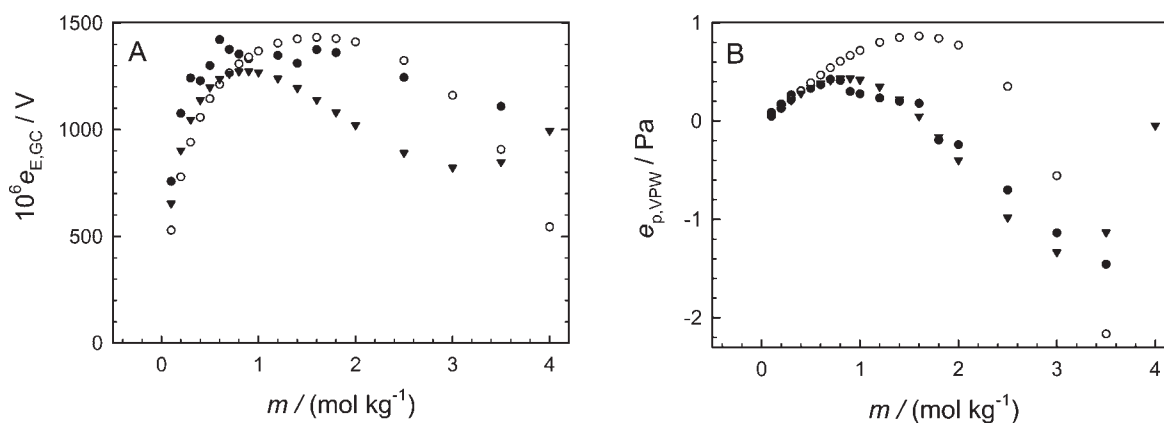 A
10⁶e_E,GC / V
1500
1000
500
0
0 1 2 3 4
m / (mol kg⁻¹)
B
e_p,VPW / Pa
1
0
-1
-2
0 1 2 3 4
m / (mol kg⁻¹)